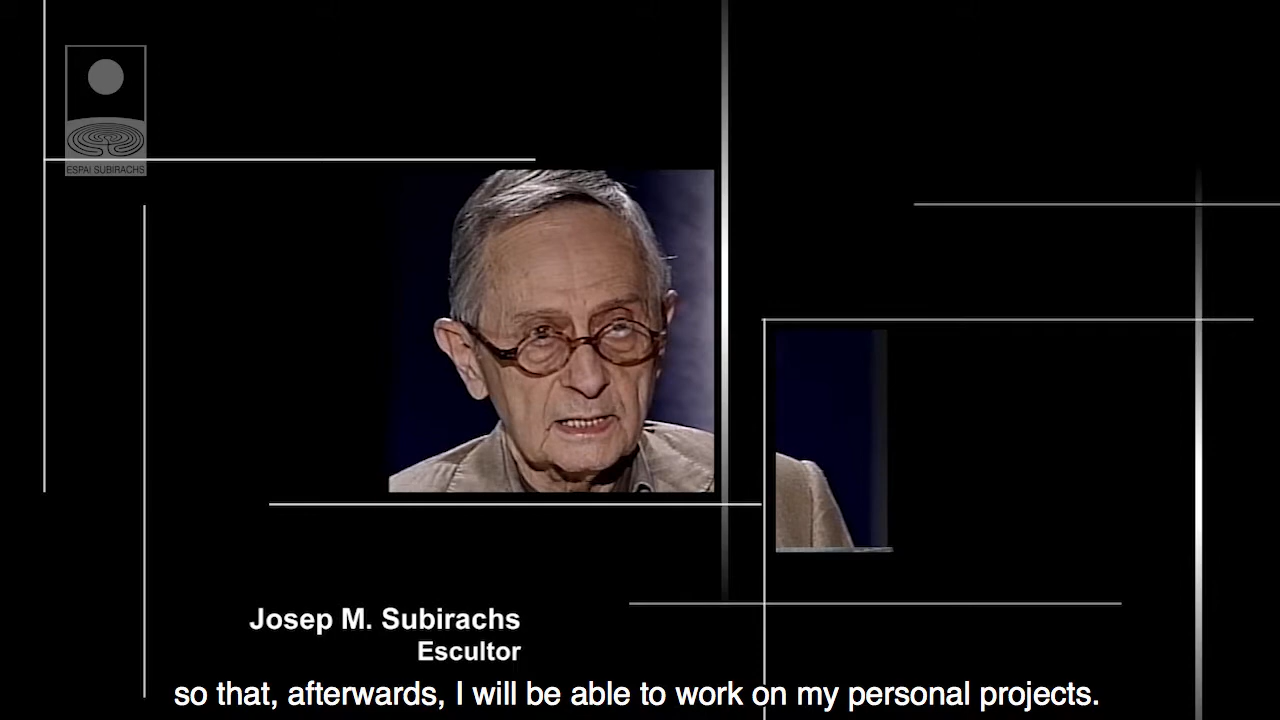 ESPAI SUBIRACHS
Josep M. Subirachs
Escultor
so that, afterwards, I will be able to work on my personal projects.